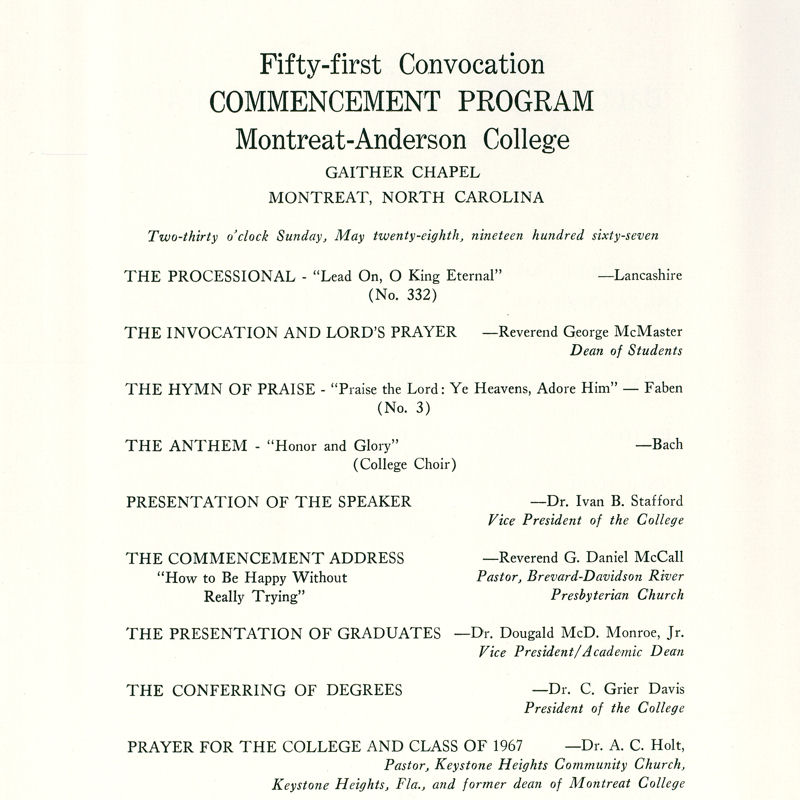 Fifty-first Convocation
COMMENCEMENT PROGRAM
Montreat-Anderson College
GAITHER CHAPEL
MONTREAT, NORTH CAROLINA
Two-thirty o'clock Sunday, May twenty-eighth, nineteen hundred sixty-seven
THE PROCESSIONAL - “Lead On, O King Eternal” —Lancashire
(No. 332)
THE INVOCATION AND LORD'S PRAYER —Reverend George McMaster
Dean of Students
THE HYMN OF PRAISE - “Praise the Lord: Ye Heavens, Adore Him” — Faben
(No. 3)
THE ANTHEM - “Honor and Glory” —Bach
(College Choir)
PRESENTATION OF THE SPEAKER —Dr. Ivan B. Stafford
Vice President of the College
THE COMMENCEMENT ADDRESS —Reverend G. Daniel McCall
“How to Be Happy Without Pastor, Brevard-Davidson River
Really Trying” Presbyterian Church
THE PRESENTATION OF GRADUATES —Dr. Dougald McD. Monroe, Jr.
Vice President/Academic Dean
THE CONFERRING OF DEGREES —Dr. C. Grier Davis
President of the College
PRAYER FOR THE COLLEGE AND CLASS OF 1967 —Dr. A. C. Holt,
Pastor, Keystone Heights Community Church,
Keystone Heights, Fla., and former dean of Montreat College